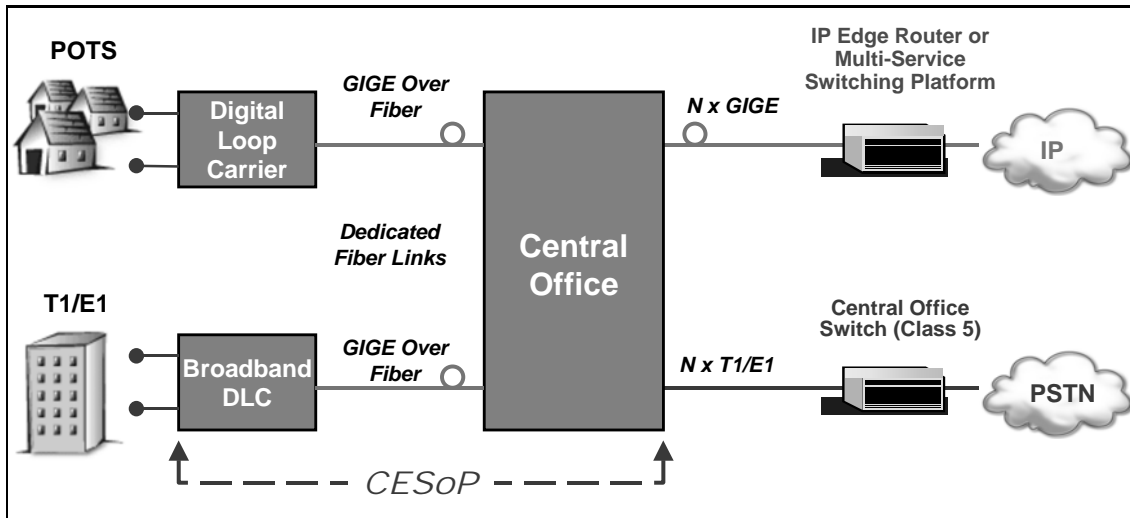 POTS
Digital
Loop
Carrier
GIGE Over
Fiber
Dedicated
Fiber Links
T1/E1
Broadband
DLC
GIGE Over
Fiber
Central
Office
N x GIGE
IP Edge Router or
Multi-Service
Switching Platform
IP
N x T1/E1
Central Office
Switch (Class 5)
PSTN
CESoP